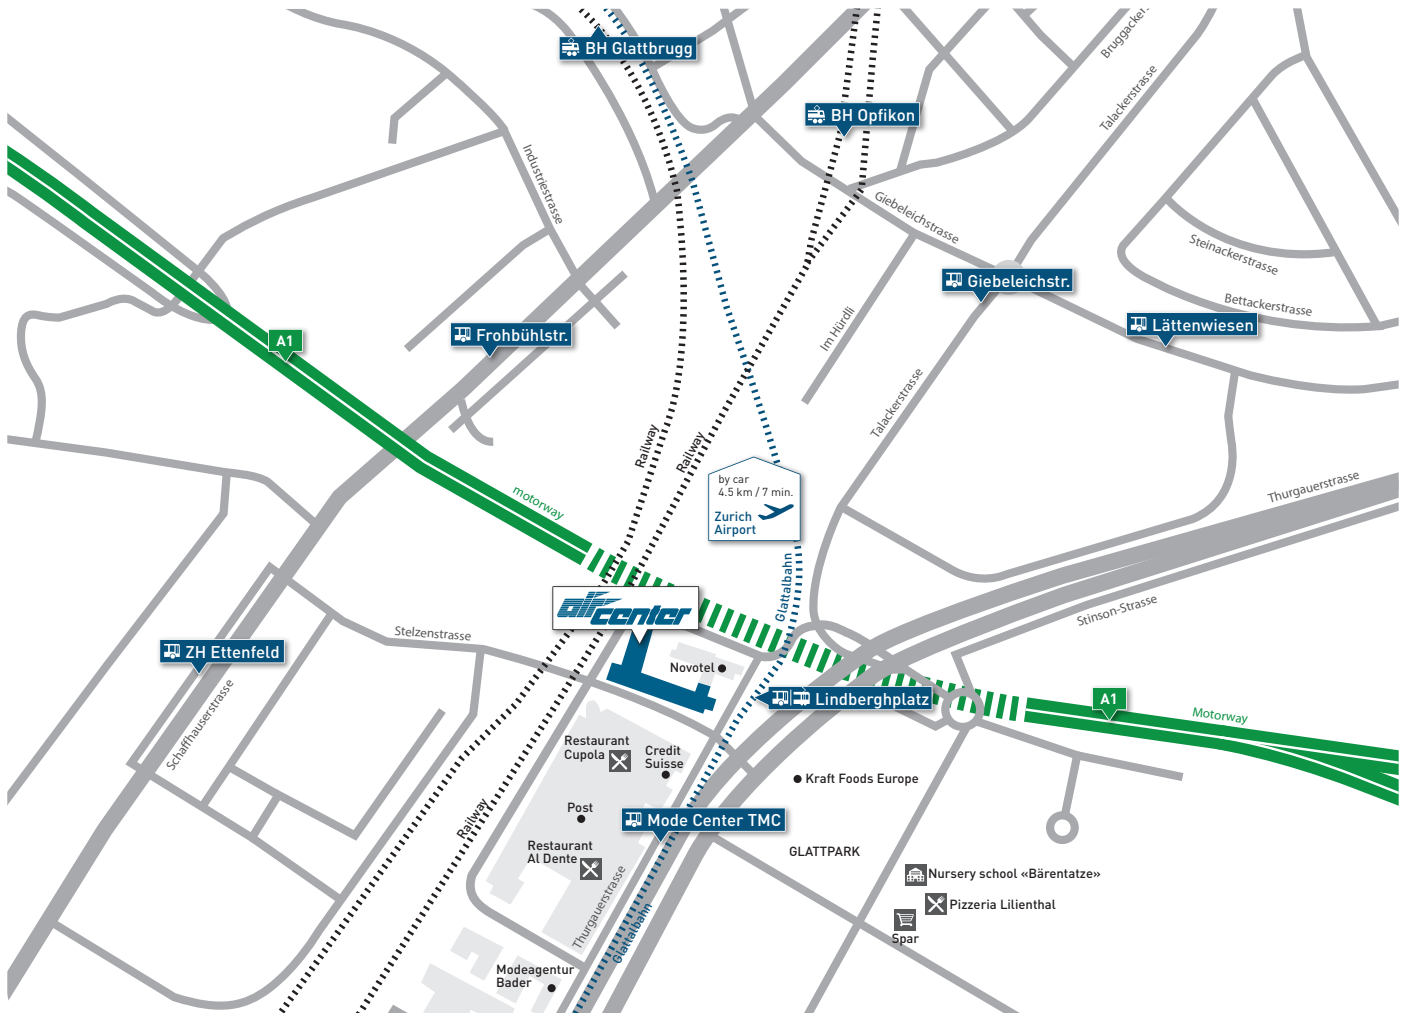 BH Glattbrugg
Bruggacker
Talackerstrasse
BH Opfikon
Industriestrasse
Giebeleichstrasse
Steinackerstrasse
Giebeleichstr.
Bettackerstrasse
Lättenwiesen
Im Hürdli
Frohbühlstr.
A1
Talackerstrasse
Railway
Railway
by car
4.5 km / 7 min.
Zurich
Airport
motorway
Thurgauerstrasse
Glattalbahn
aircenter
Stinson-Strasse
Stelzenstrasse
ZH Ettenfeld
Novotel
Lindberghplatz
A1
Motorway
Schaffhauserstrasse
Restaurant
Cupola
Credit
Suisse
Kraft Foods Europe
Post
Railway
Mode Center TMC
Restaurant
Al Dente
GLATTPARK
Nursery school «Bärentatze»
Pizzeria Lilienthal
Spar
Thurgauerstrasse
Glattalbahn
Modeagentur
Bader